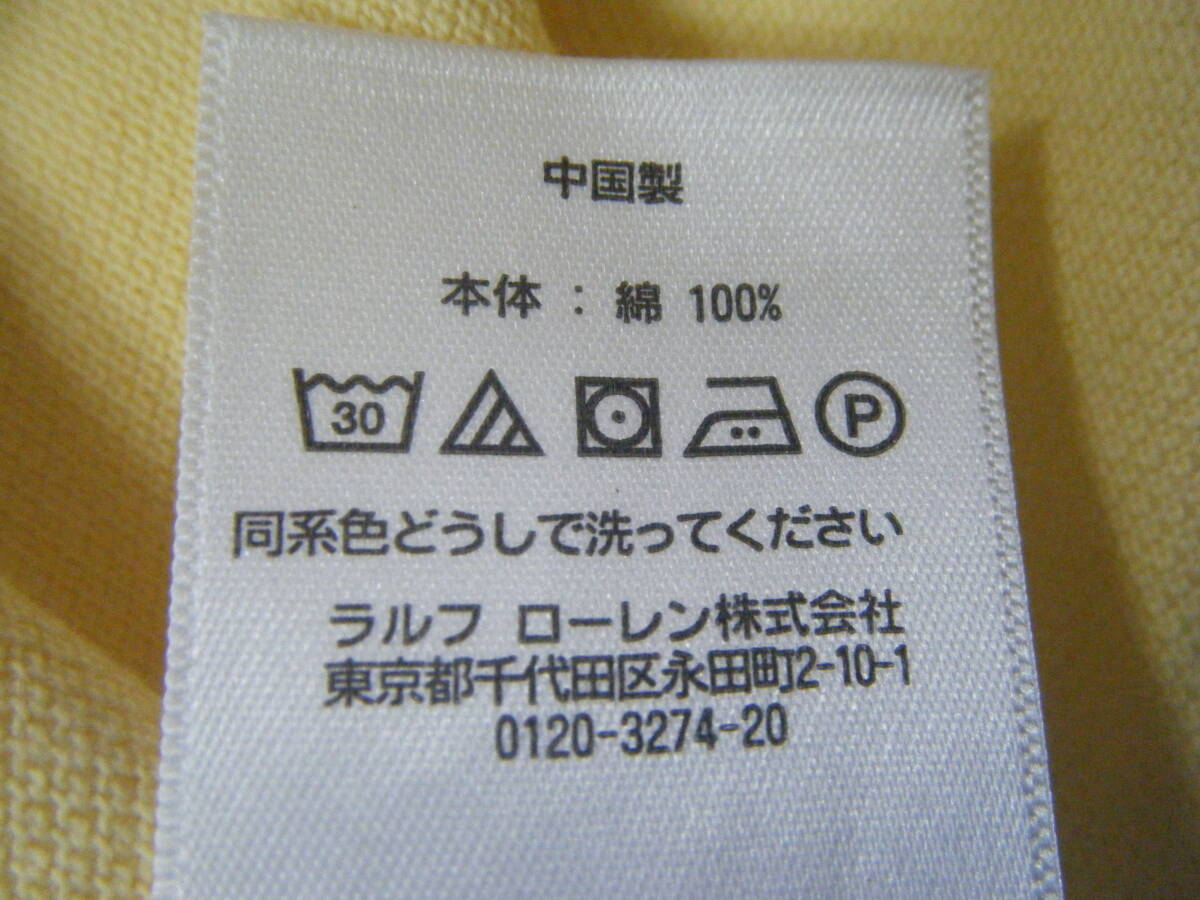 中国製
本体 : 綿 100%
30 P
同系色どうしで洗ってください
ラルフ ローレン株式会社
東京都千代田区永田町2-10-1
0120-3274-20